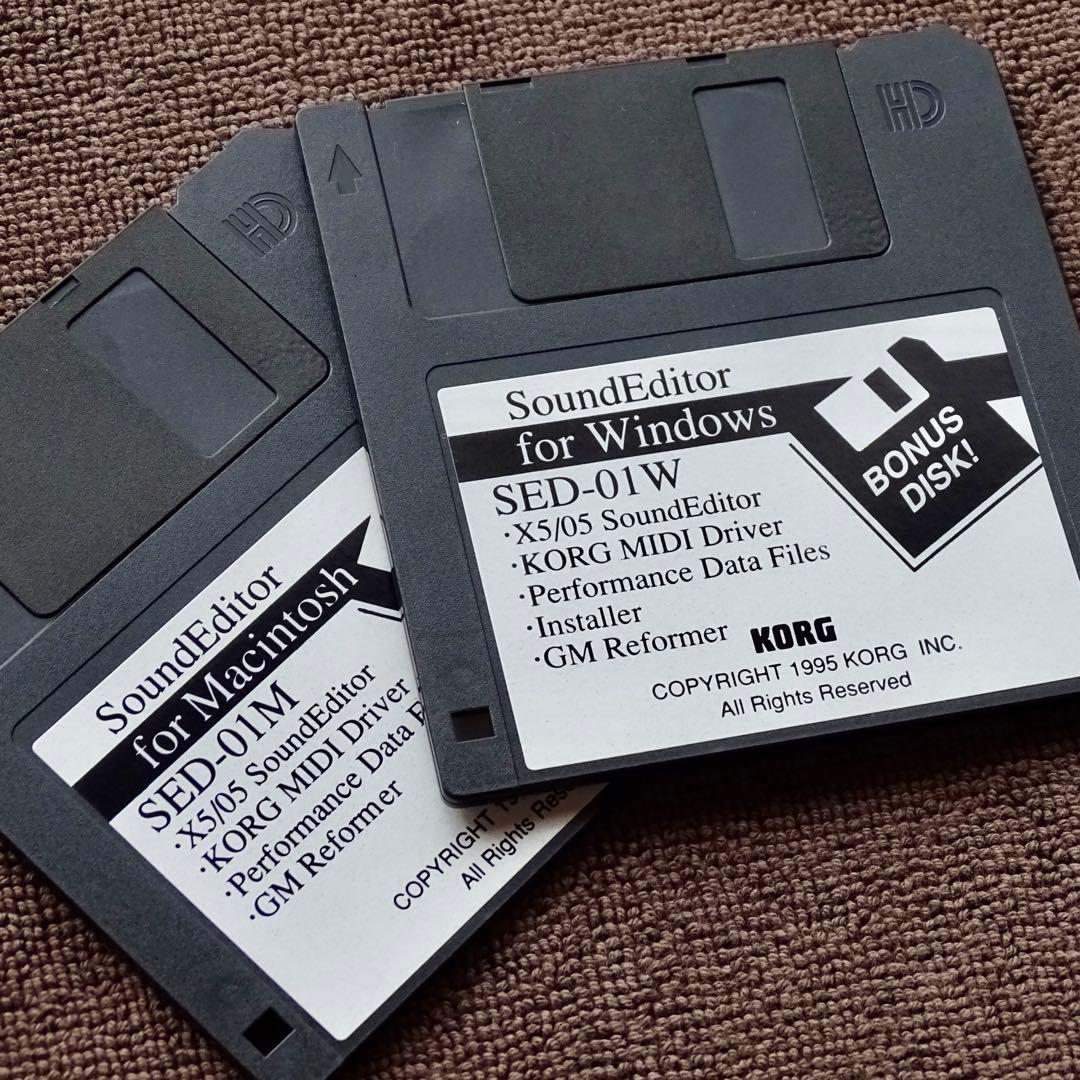 HD
SoundEditor
for Windows
SED-01W
·X5/05 SoundEditor
·KORG MIDI Driver
·Performance Data Files
·Installer
·GM Reformer
KORG
COPYRIGHT 1995 KORG INC.
All Rights Reserved
BONUS
DISK!
HD
SoundEditor
for Macintosh
SED-01M
·X5/05 SoundEditor
·KORG MIDI Driver
·Performance Data
·GM Reformer
COPYRIGHT
All Rights